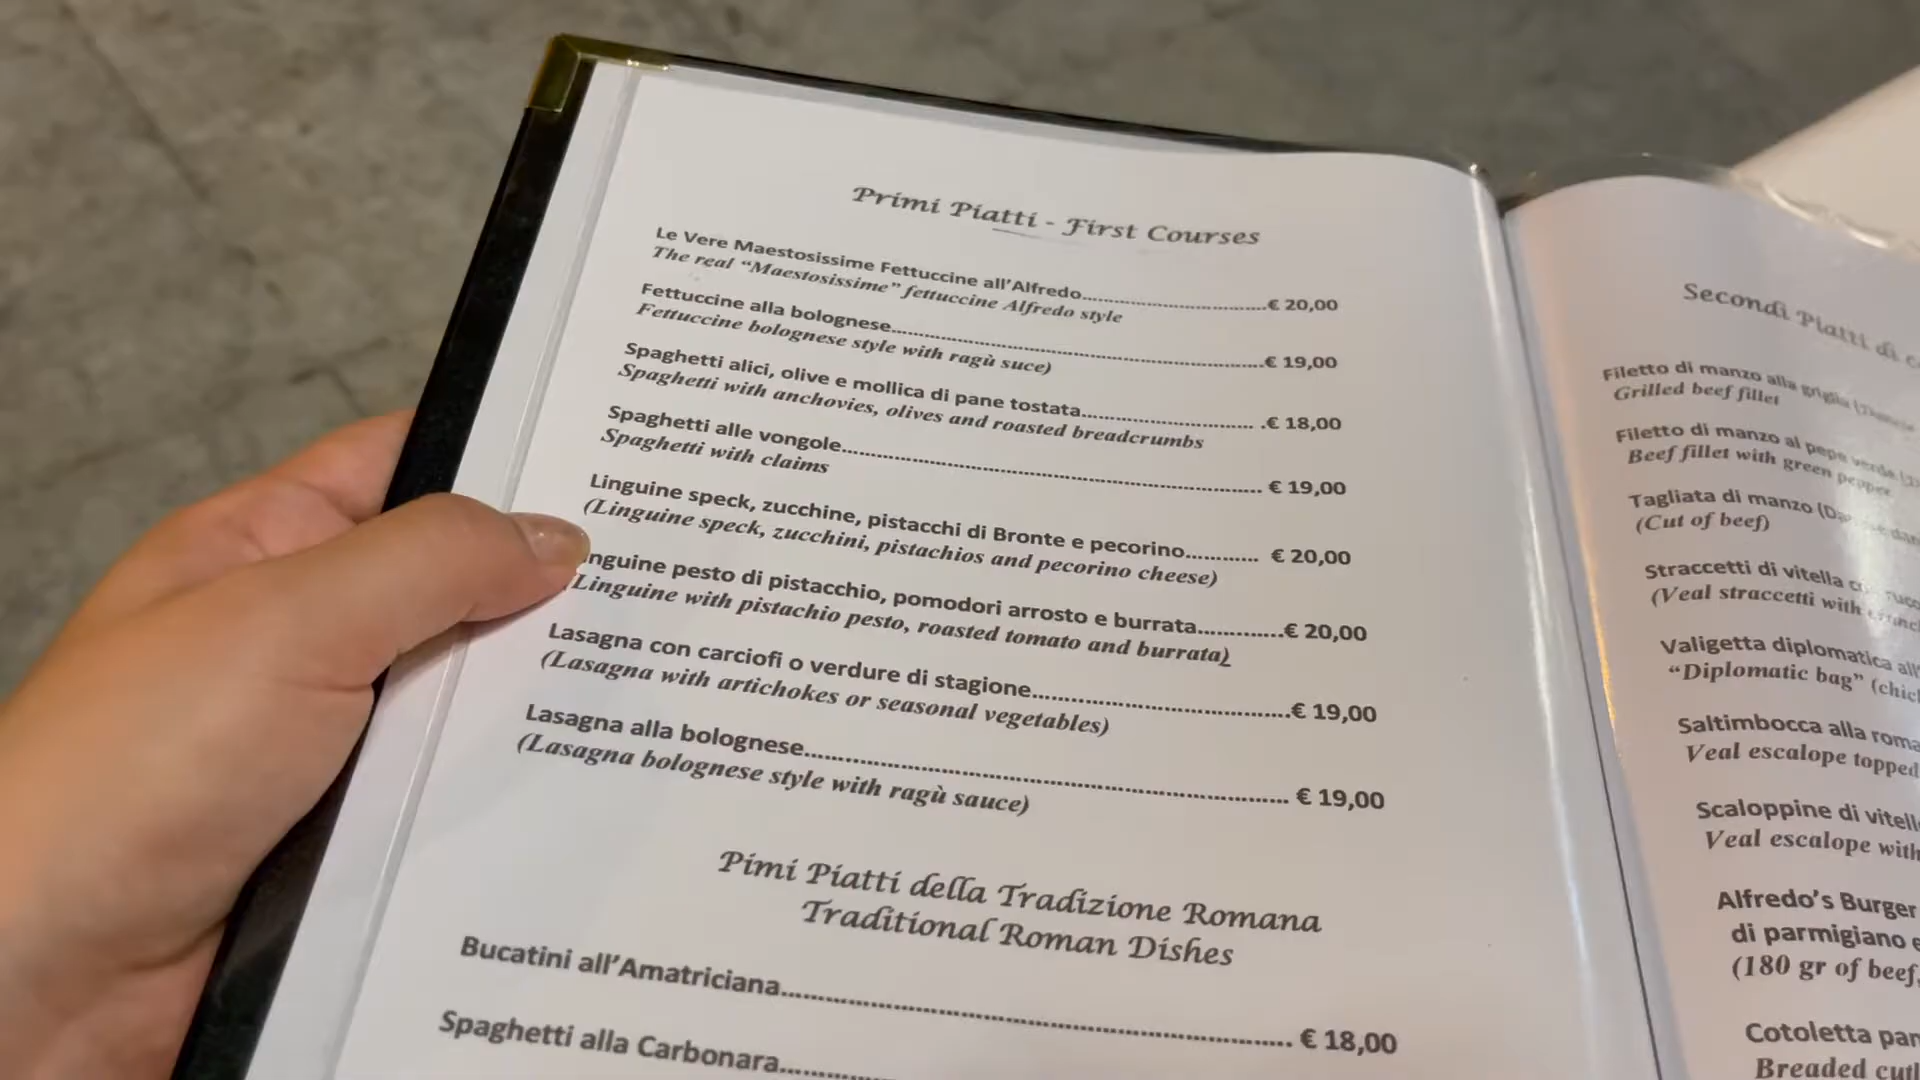 Primi Piatti - First Courses
Le Vere Maestosissime Fettuccine all'Alfredo..............................€ 20,00
The real "Maestosissime" fettuccine Alfredo style
Fettuccine alla bolognese..............................€ 19,00
Fettuccine bolognese style with ragù suce)
Spaghetti alici, olive e mollica di pane tostata.............................. .€ 18,00
Spaghetti with anchovies, olives and roasted breadcrumbs
Spaghetti alle vongole.............................. € 19,00
Spaghetti with claims
Linguine speck, zucchine, pistacchi di Bronte e pecorino........... € 20,00
(Linguine speck, zucchini, pistachios and pecorino cheese)
nguine pesto di pistacchio, pomodori arrosto e burrata.............€ 20,00
(Linguine with pistachio pesto, roasted tomato and burrata)
Lasagna con carciofi o verdure di stagione..............................€ 19,00
(Lasagna with artichokes or seasonal vegetables)
Lasagna alla bolognese.............................. € 19,00
(Lasagna bolognese style with ragù sauce)
Pimi Piatti della Tradizione Romana
Traditional Roman Dishes
Bucatini all'Amatriciana.............................. € 18,00
Spaghetti alla Carbonara..............
Secondi Piatti di
Filetto di manzo alla griglia
Grilled beef fillet
Filetto di manzo al pepe verde
Beef fillet with green pepper
Tagliata di manzo
(Cut of beef)
Straccetti di vitella
(Veal straccetti with
Valigetta diplomatica
"Diplomatic bag"
Saltimbocca alla
Veal escalope topped
Scaloppine di
Veal escalope with
Alfredo's Burger
di parmigiano
(180 gr of beef,
Cotoletta
Breaded